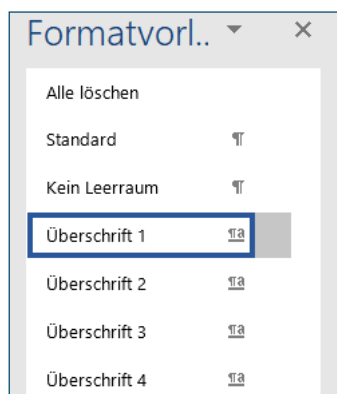 Formatvorl..
Alle löschen
Standard ¶
Kein Leerraum ¶
Überschrift 1 ¶a
Überschrift 2 ¶a
Überschrift 3 ¶a
Überschrift 4 ¶a